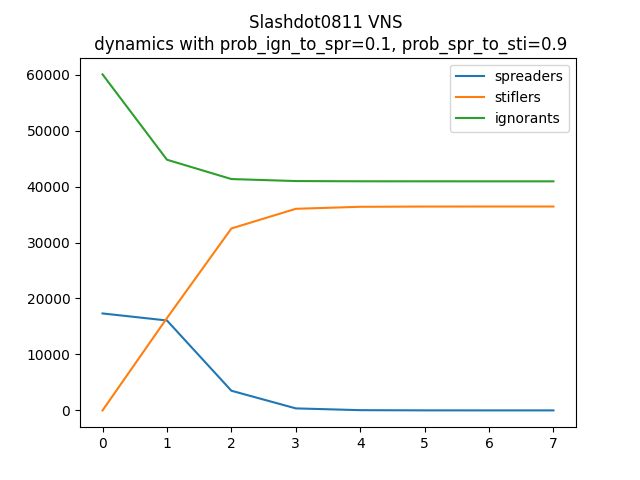 Slashdot0811 VNS
dynamics with prob_ign_to_spr=0.1, prob_spr_to_sti=0.9
spreaders
stiflers
ignorants
60000
50000
40000
30000
20000
10000
0
0 1 2 3 4 5 6 7